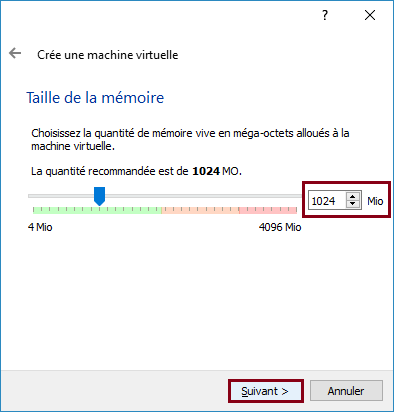 ?
Crée une machine virtuelle
Taille de la mémoire
Choisissez la quantité de mémoire vive en méga-octets alloués à la
machine virtuelle.
La quantité recommandée est de 1024 MO.
1024 Mio
4 Mio 4096 Mio
Suivant > Annuler